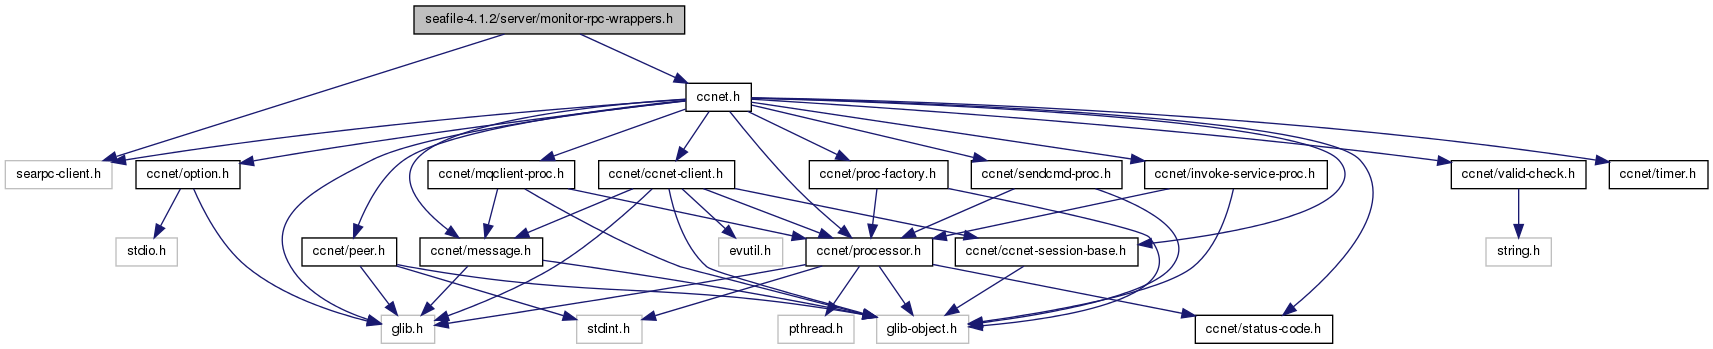 seafile-4.1.2/server/monitor-rpc-wrappers.h
ccnet.h
searpc-client.h
ccnet/option.h
ccnet/mqclient-proc.h
ccnet/ccnet-client.h
ccnet/proc-factory.h
ccnet/sendcmd-proc.h
ccnet/invoke-service-proc.h
ccnet/valid-check.h
ccnet/timer.h
stdio.h
ccnet/peer.h
ccnet/message.h
evutil.h
ccnet/processor.h
ccnet/ccnet-session-base.h
string.h
glib.h
stdint.h
pthread.h
glib-object.h
ccnet/status-code.h